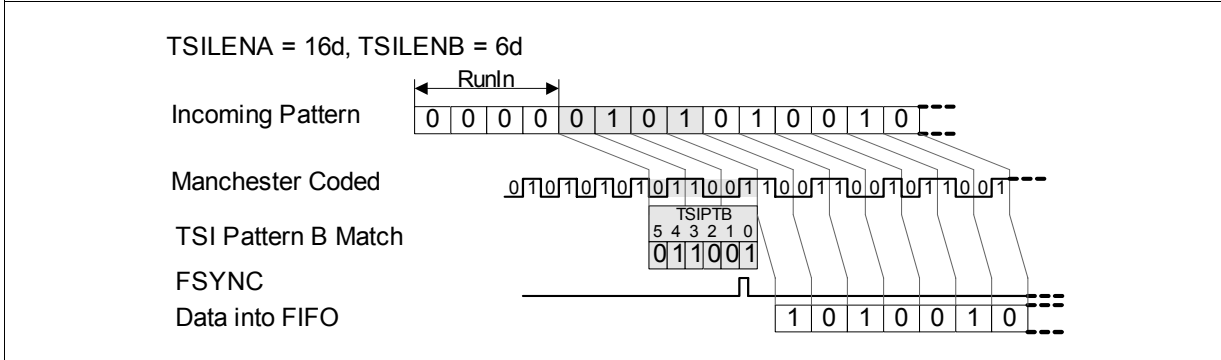 TSILENA = 16d, TSILENB = 6d
RunIn
Incoming Pattern 0 0 0 0 0 1 0 1 0 1 0 0 1 0
Manchester Coded 0 1 0 1 0 1 0 1 0 1 1 0 0 1 1 0 0 1 1 0 0 1 0 1 1 0 0 1
TSIPTB
5 4 3 2 1 0
TSI Pattern B Match 0 1 1 0 0 1
FSYNC
Data into FIFO 1 0 1 0 0 1 0